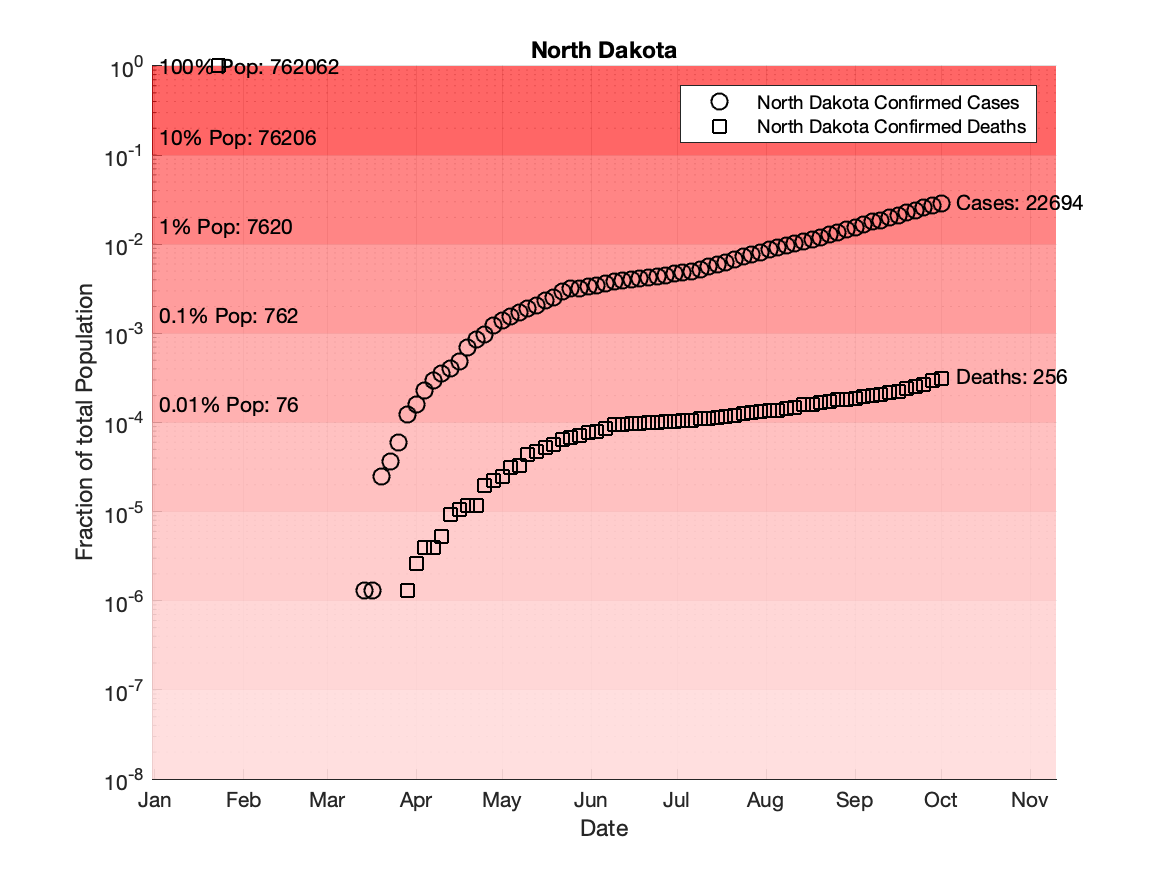 North Dakota
10^0
100% Pop: 762062
North Dakota Confirmed Cases
North Dakota Confirmed Deaths
10% Pop: 76206
10^-1
Cases: 22694
1% Pop: 7620
10^-2
0.1% Pop: 762
10^-3
Deaths: 256
0.01% Pop: 76
10^-4
10^-5
10^-6
10^-7
10^-8
Fraction of total Population
Jan Feb Mar Apr May Jun Jul Aug Sep Oct Nov
Date